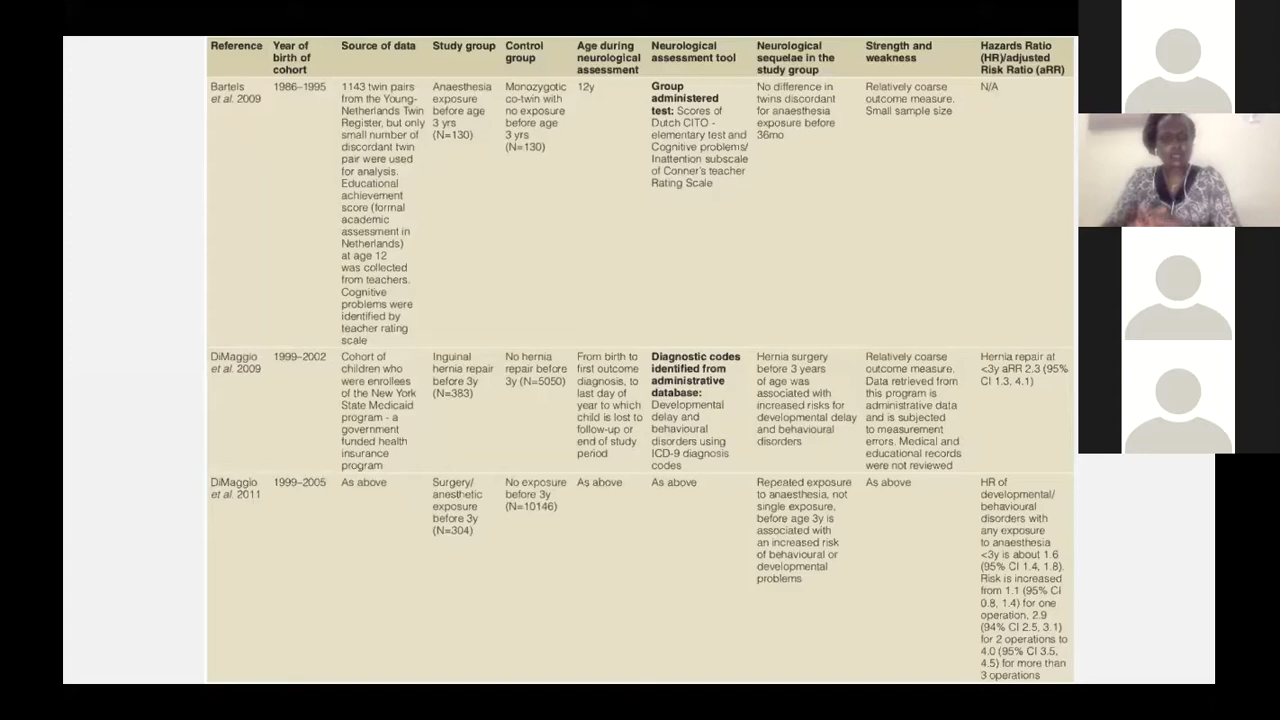 Reference
Year of
birth of
cohort
Source of data
Study group
Control
group
Age during
neurological
assessment
Neurological
assessment tool
Neurological
sequelae in the
study group
Strength and
weakness
Hazards Ratio
(HR)/adjusted
Risk Ratio (aRR)
Bartels
et al. 2009
1986–1995
1143 twin pairs
from the Young-
Netherlands Twin
Register, but only
small number of
discordant twin
pair were used
for analysis.
Educational
achievement
score (formal
academic
assessment in
Netherlands)
at age 12
was collected
from teachers.
Cognitive
problems were
identified by
teacher rating
scale
Anaesthesia
exposure
before age
3 yrs
(N=130)
Monozygotic
co-twin with
no exposure
before age
3 yrs
(N=130)
12y
Group
administered
test: Scores of
Dutch CITO -
elementary test and
Cognitive problems/
Inattention subscale
of Conner's teacher
Rating Scale
No difference in
twins discordant
for anaesthesia
exposure before
36mo
Relatively coarse
outcome measure.
Small sample size
N/A
DiMaggio
et al. 2009
1999–2002
Cohort of
children who
were enrollees
of the New York
State Medicaid
program - a
government
funded health
insurance
program
Inguinal
hernia repair
before 3y
(N=383)
No hernia
repair before
3y (N=5050)
From birth to
first outcome
diagnosis, to
last day of
year to which
child is lost to
follow-up or
end of study
period
Diagnostic codes
identified from
administrative
database:
Developmental
delay and
behavioural
disorders using
ICD-9 diagnosis
codes
Hernia surgery
before 3 years
of age was
associated with
increased risks for
developmental delay
and behavioural
disorders
Relatively coarse
outcome measure.
Data retrieved from
this program is
administrative data
and is subjected
to measurement
errors. Medical and
educational records
were not reviewed
Hernia repair at
<3y aRR 2.3 (95%
CI 1.3, 4.1)
DiMaggio
et al. 2011
1999–2005
As above
Surgery/
anesthetic
exposure
before 3y
(N=304)
No exposure
before 3y
(N=10146)
As above
As above
Repeated exposure
to anaesthesia, not
single exposure,
before age 3y is
associated with
an increased risk
of behavioural or
developmental
problems
As above
HR of
developmental/
behavioural
disorders with
any exposure
to anaesthesia
<3y is about 1.6
(95% CI 1.4, 1.8).
Risk is increased
from 1.1 (95% CI
0.8, 1.4) for one
operation, 2.9
(94% CI 2.5, 3.1)
for 2 operations to
4.0 (95% CI 3.5,
4.5) for more than
3 operations